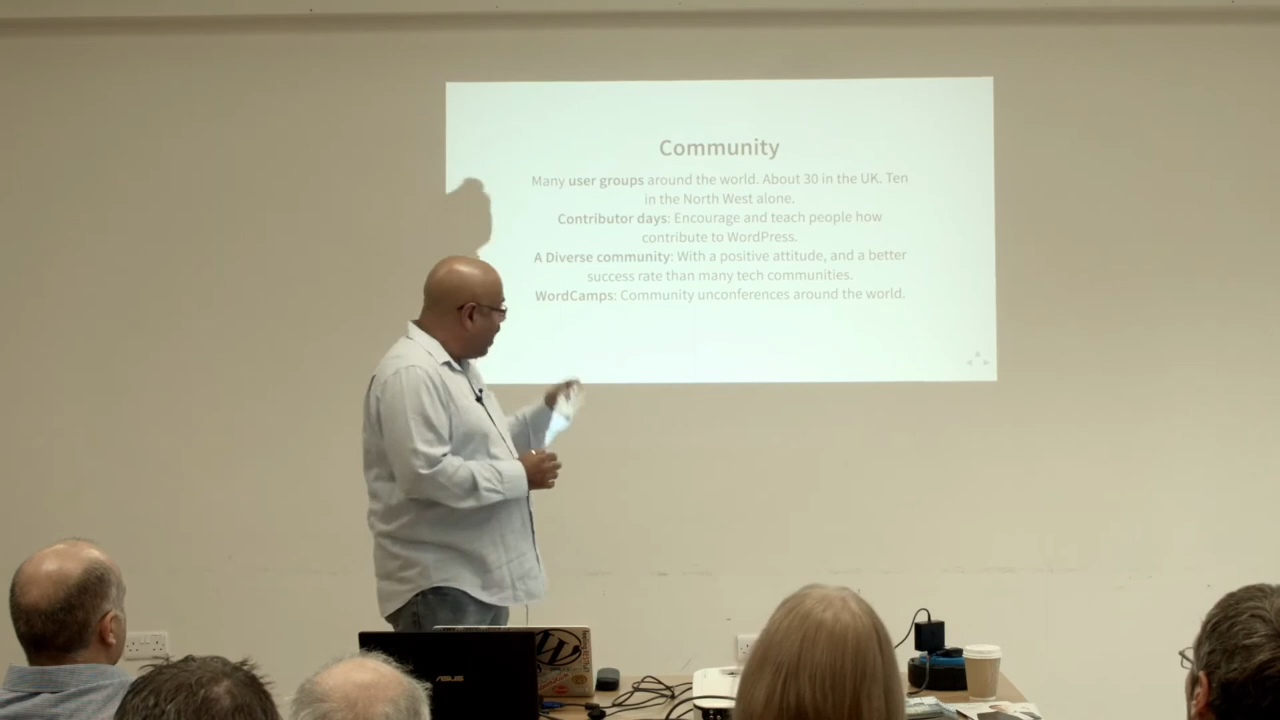 Community
Many user groups around the world. About 30 in the UK. Ten
in the North West alone.
Contributor days: Encourage and teach people how
contribute to WordPress.
A Diverse community: With a positive attitude, and a better
success rate than many tech communities.
WordCamps: Community unconferences around the world.
ASUS